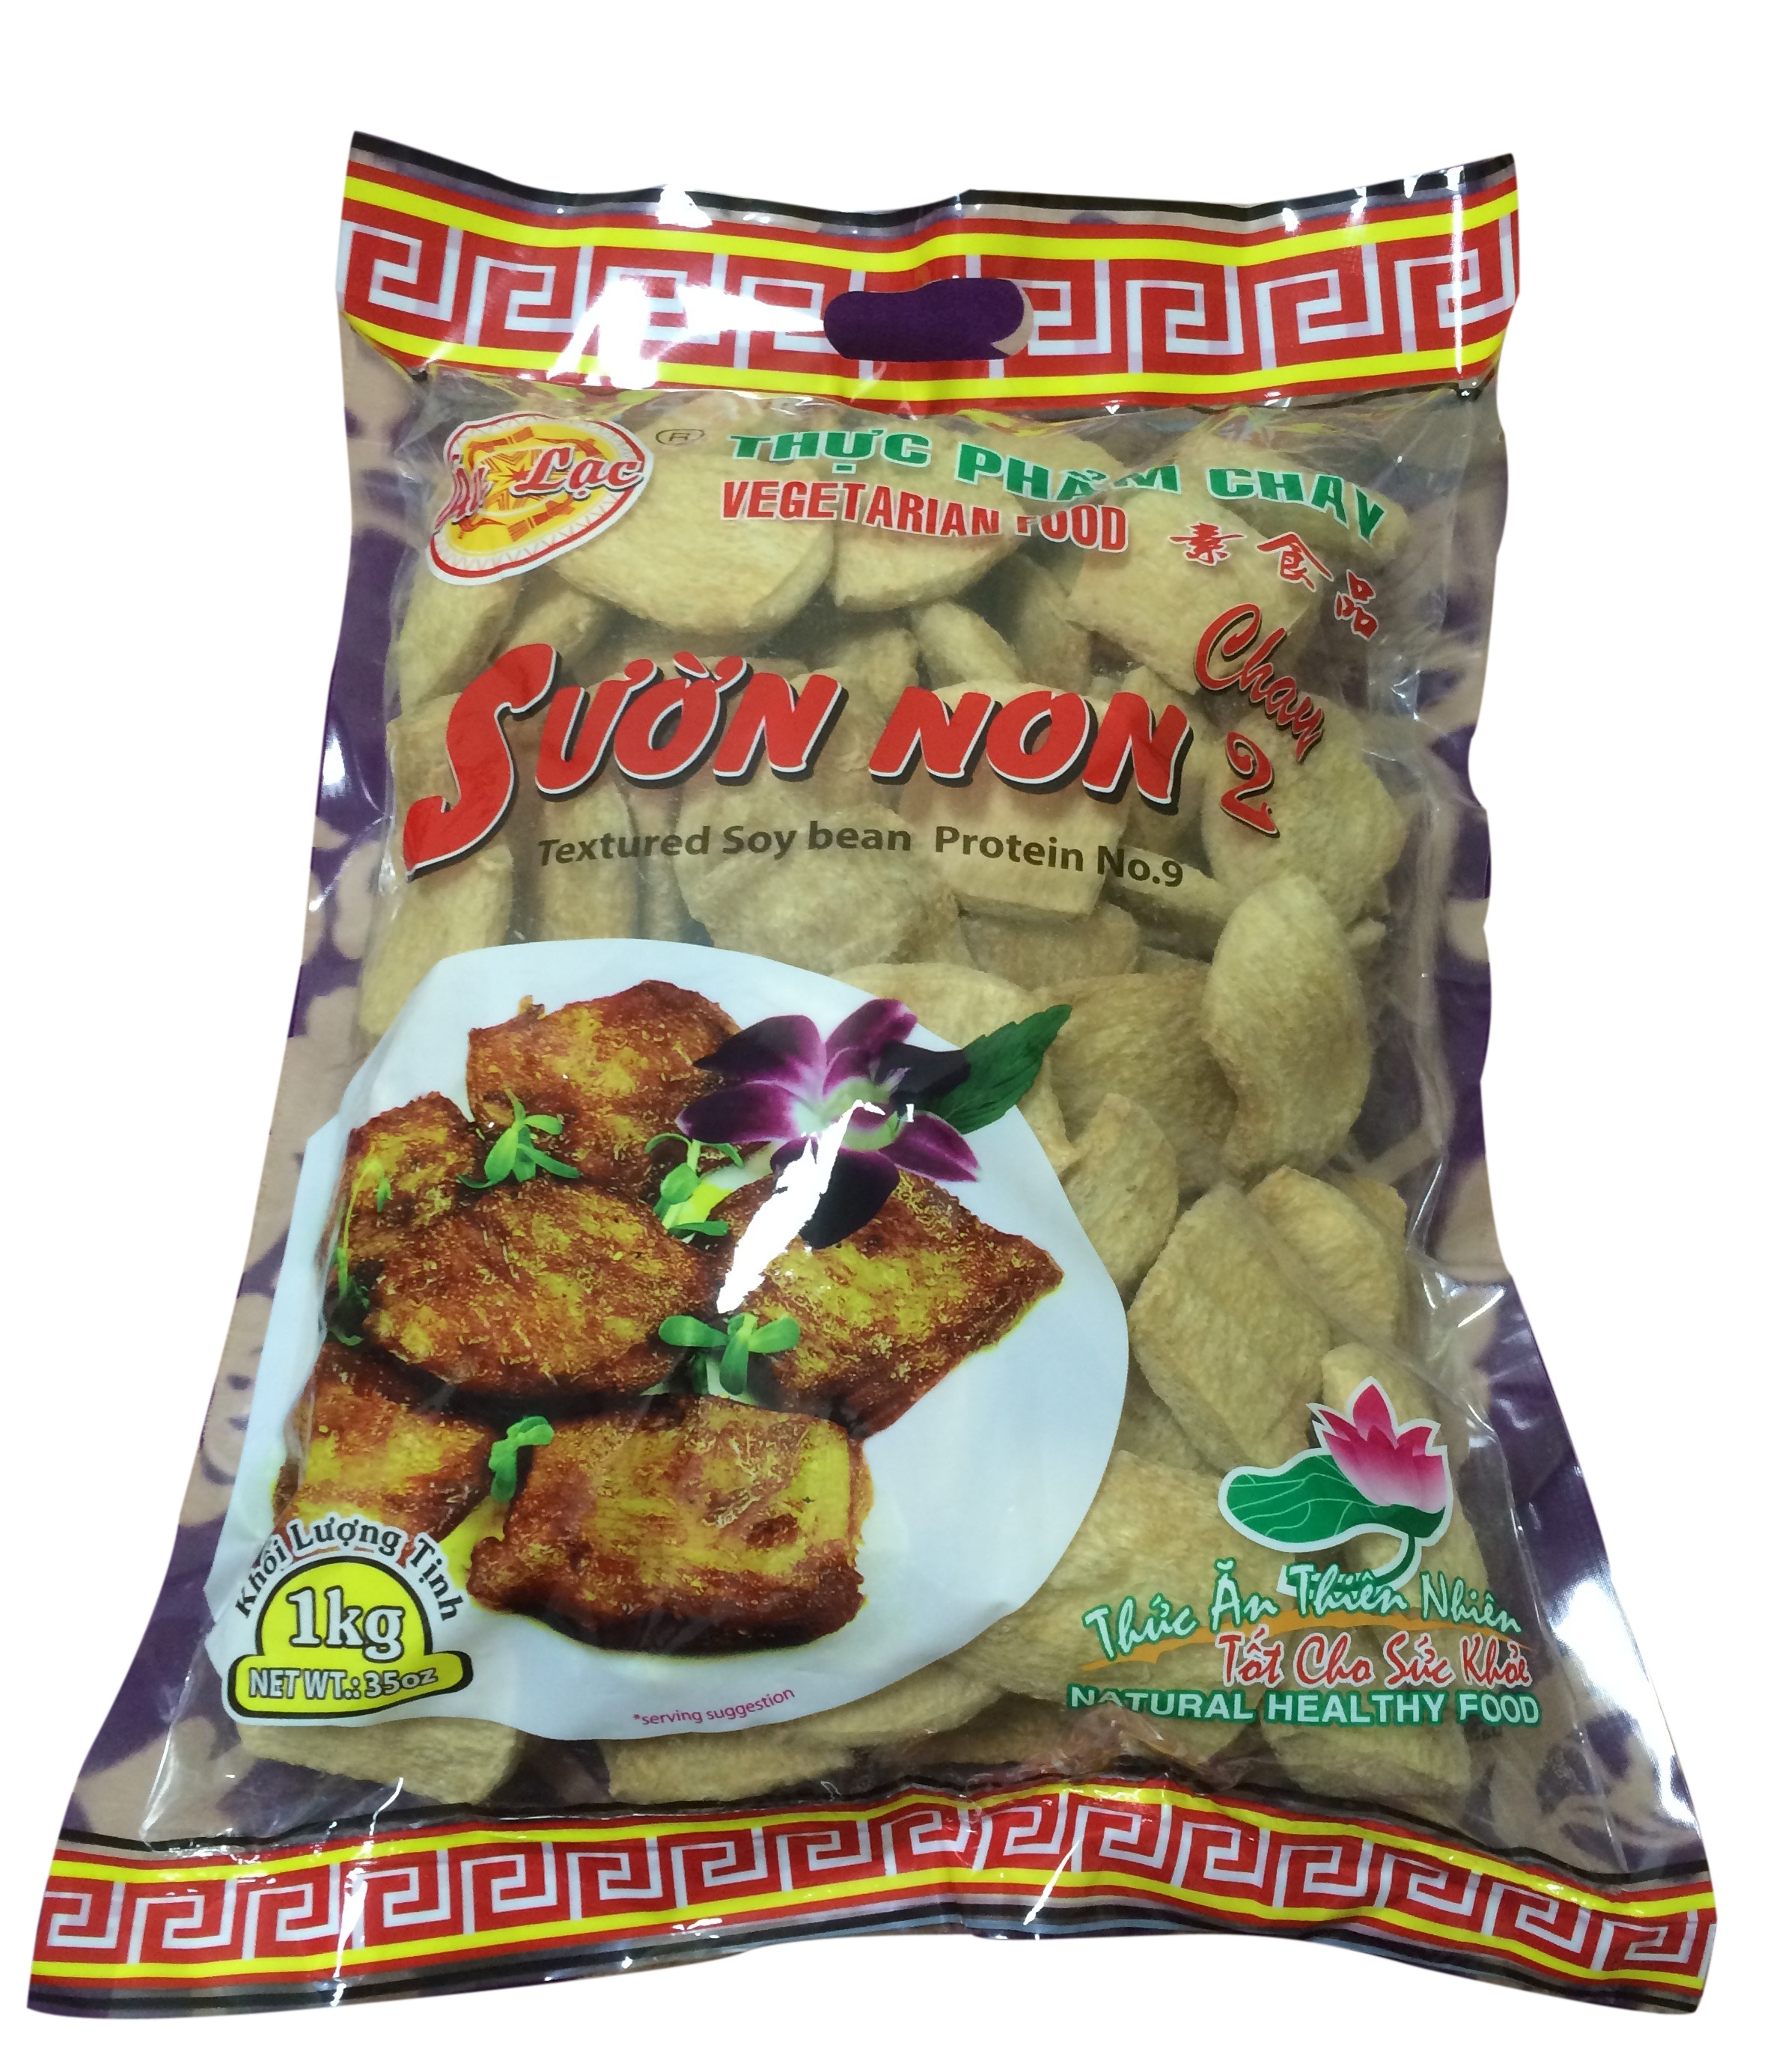 Âu Lạc ®
THỰC PHẨM CHAY
VEGETARIAN FOOD
素食品
SƯỜN NON
Chay
2
Textured Soy bean Protein No.9
Khối Lượng Tịnh
1kg
NET WT.: 35oz
*serving suggestion
Thức Ăn Thiên Nhiên
Tốt Cho Sức Khỏe
NATURAL HEALTHY FOOD